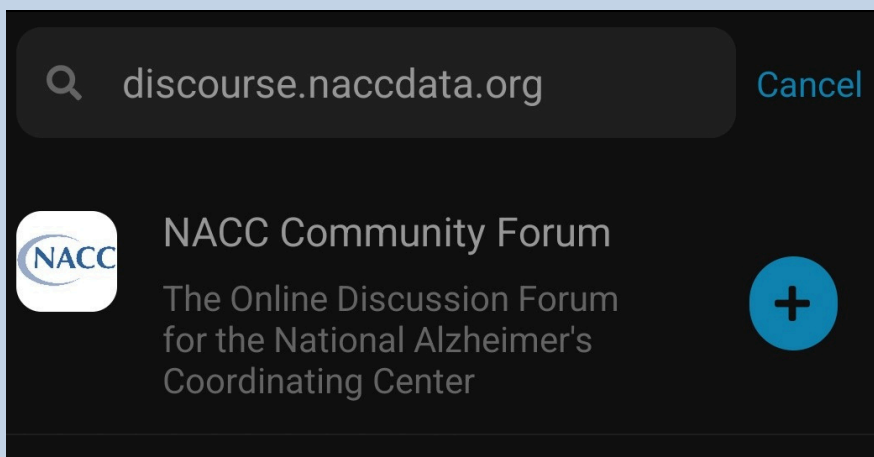 discourse.naccdata.org
Cancel
NACC
NACC Community Forum
The Online Discussion Forum
for the National Alzheimer's
Coordinating Center